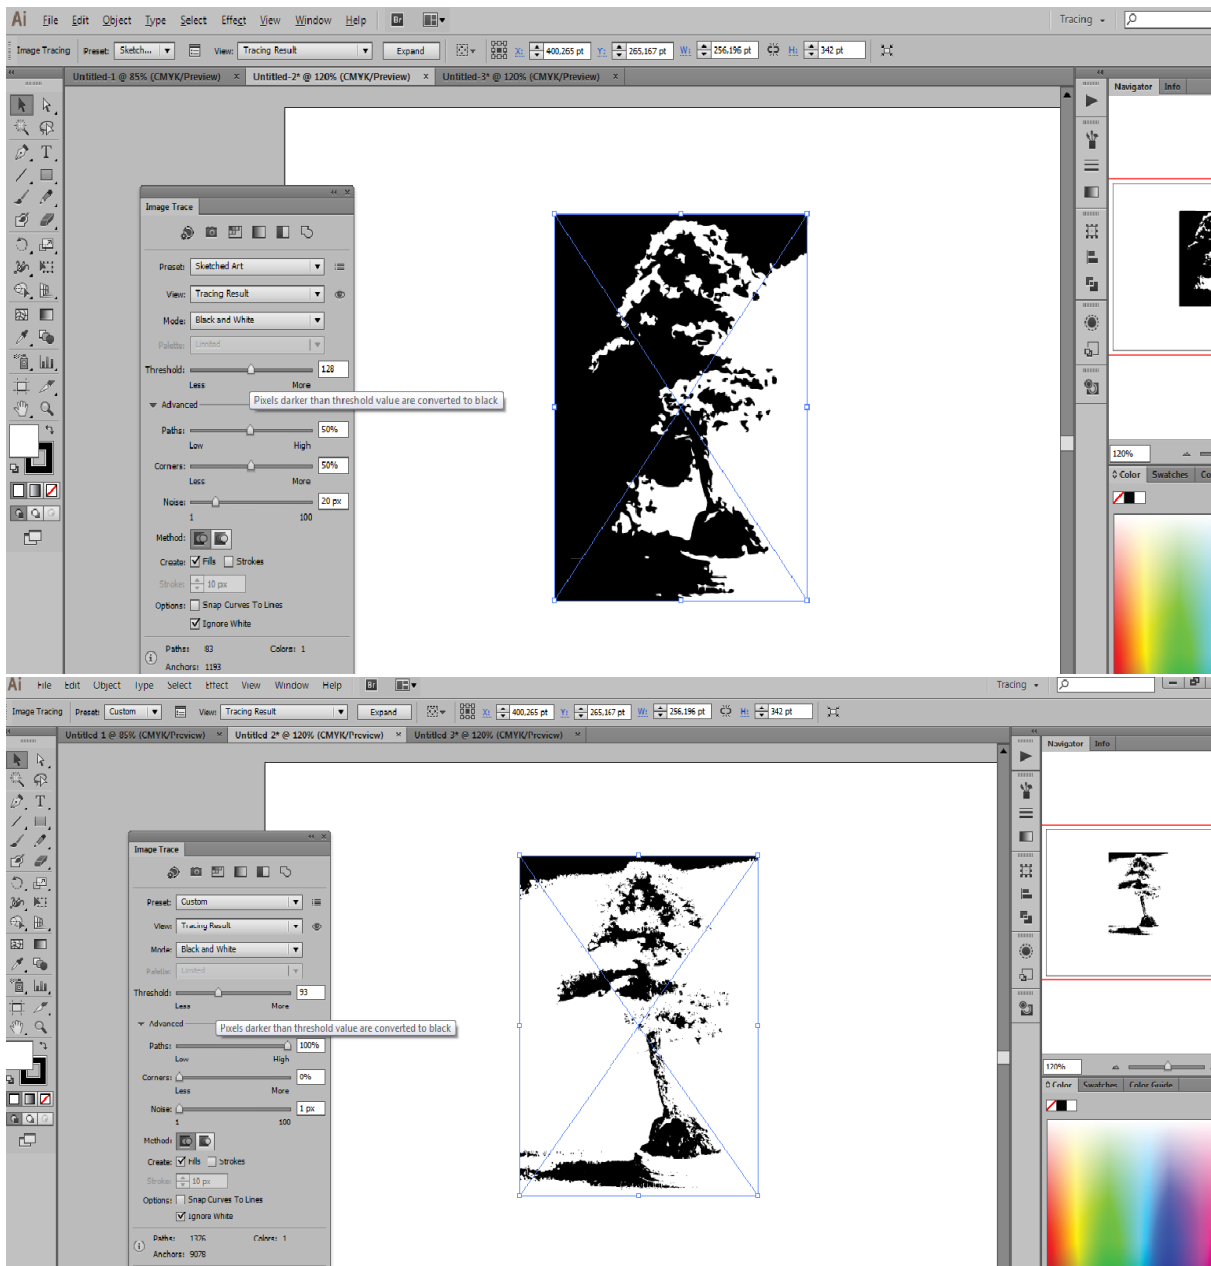 Ai File Edit Object Type Select Effect View Window Help Br Tracing
Image Tracing Preset: Sketch... View: Tracing Result Expand X: 400,265 pt Y: 265,167 pt W: 256,196 pt H: 342 pt
Untitled-1 @ 85% (CMYK/Preview) × Untitled-2* @ 120% (CMYK/Preview) × Untitled-3* @ 120% (CMYK/Preview) ×
Navigator Info
Image Trace
Preset: Sketched Art
View: Tracing Result
Mode: Black and White
Palette: Limited
Threshold: 128
Less More
Pixels darker than threshold value are converted to black
Advanced
Paths: 50%
Low High
Corners: 50%
Less More
Noise: 20 px
1 100
Method:
Create: Fills Strokes
Stroke: 10 px
Options: Snap Curves To Lines
Ignore White
Paths: 83 Colors: 1
Anchors: 1193
120%
Color Swatches Co
Ai File Edit Object Type Select Effect View Window Help Br Tracing
Image Tracing Preset: Custom View: Tracing Result Expand X: 400,265 pt Y: 265,167 pt W: 256,196 pt H: 342 pt
Untitled 1 @ 85% (CMYK/Preview) × Untitled 2* @ 120% (CMYK/Preview) × Untitled 3* @ 120% (CMYK/Preview) ×
Navigator Info
Image Trace
Preset: Custom
View: Tracing Result
Mode: Black and White
Palette: Limited
Threshold: 93
Less More
Pixels darker than threshold value are converted to black
Advanced
Paths: 100%
Low High
Corners: 0%
Less More
Noise: 1 px
1 100
Method:
Create: Fills Strokes
Stroke: 10 px
Options: Snap Curves To Lines
Ignore White
Paths: 1376 Colors: 1
Anchors: 9078
120%
Color Swatches Color Guide